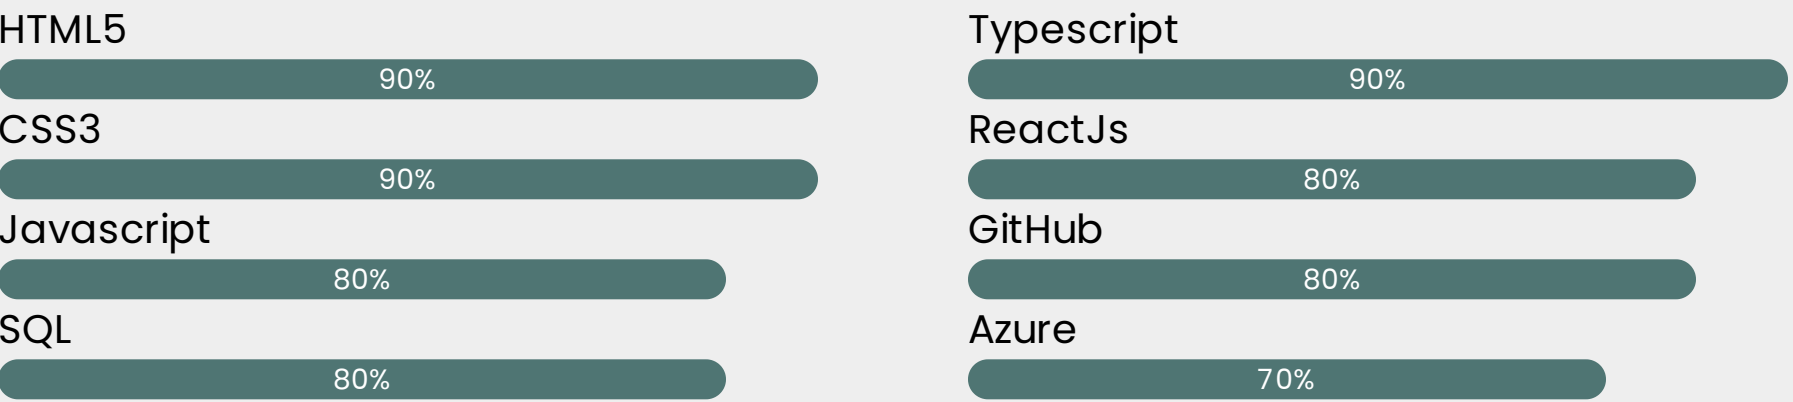 HTML5
90%
CSS3
90%
Javascript
80%
SQL
80%
Typescript
90%
ReactJs
80%
GitHub
80%
Azure
70%